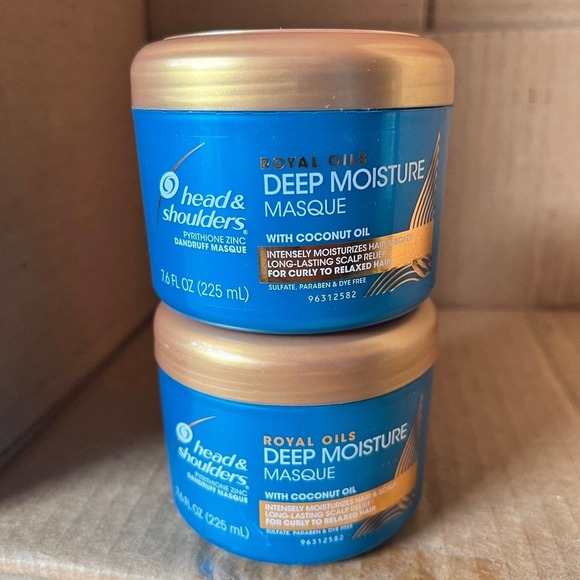 ROYAL OILS
DEEP MOISTURE
MASQUE
head &
shoulders®
PYRITHIONE ZINC
DANDRUFF MASQUE
WITH COCONUT OIL
INTENSELY MOISTURIZES HAIR & SCALP
LONG-LASTING SCALP RELIEF
FOR CURLY TO RELAXED HAIR
7.6 FL OZ (225 mL)
SULFATE, PARABEN & DYE FREE
96312582
ROYAL OILS
DEEP MOISTURE
MASQUE
head &
shoulders®
PYRITHIONE ZINC
DANDRUFF MASQUE
WITH COCONUT OIL
INTENSELY MOISTURIZES HAIR & SCALP
LONG-LASTING SCALP RELIEF
FOR CURLY TO RELAXED HAIR
7.6 FL OZ (225 mL)
SULFATE, PARABEN & DYE FREE
96312582